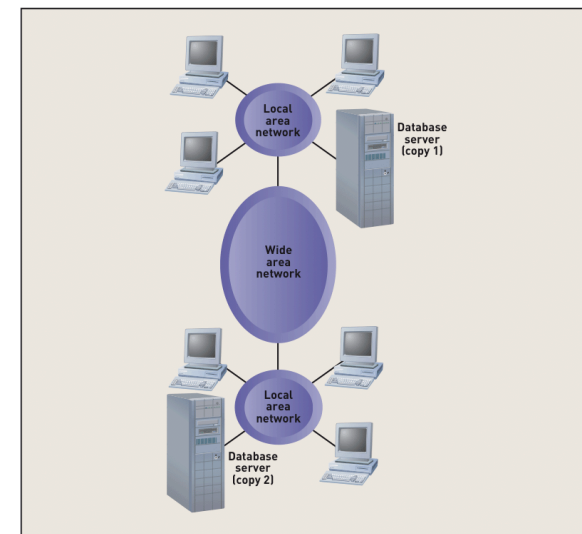 Local
area
network
Database
server
(copy 1)
Wide
area
network
Local
area
network
Database
server
(copy 2)